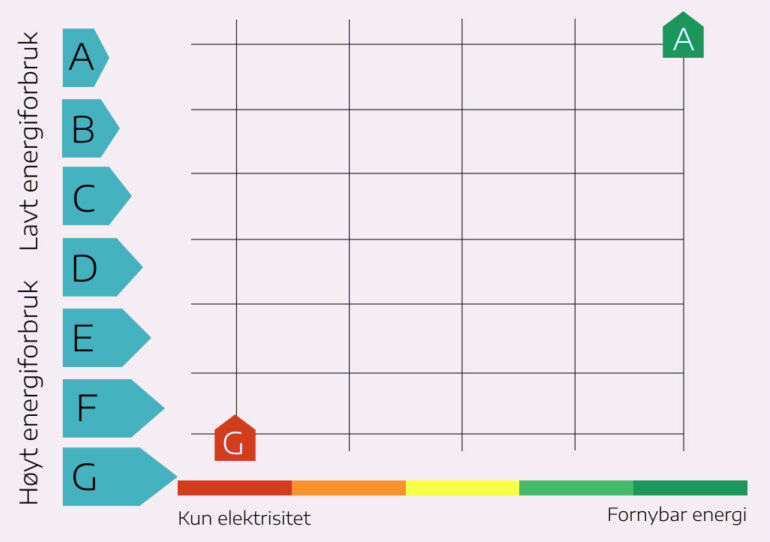 Lavt energiforbruk
Høyt energiforbruk
A
B
C
D
E
F
G
A
G
Kun elektrisitet
Fornybar energi